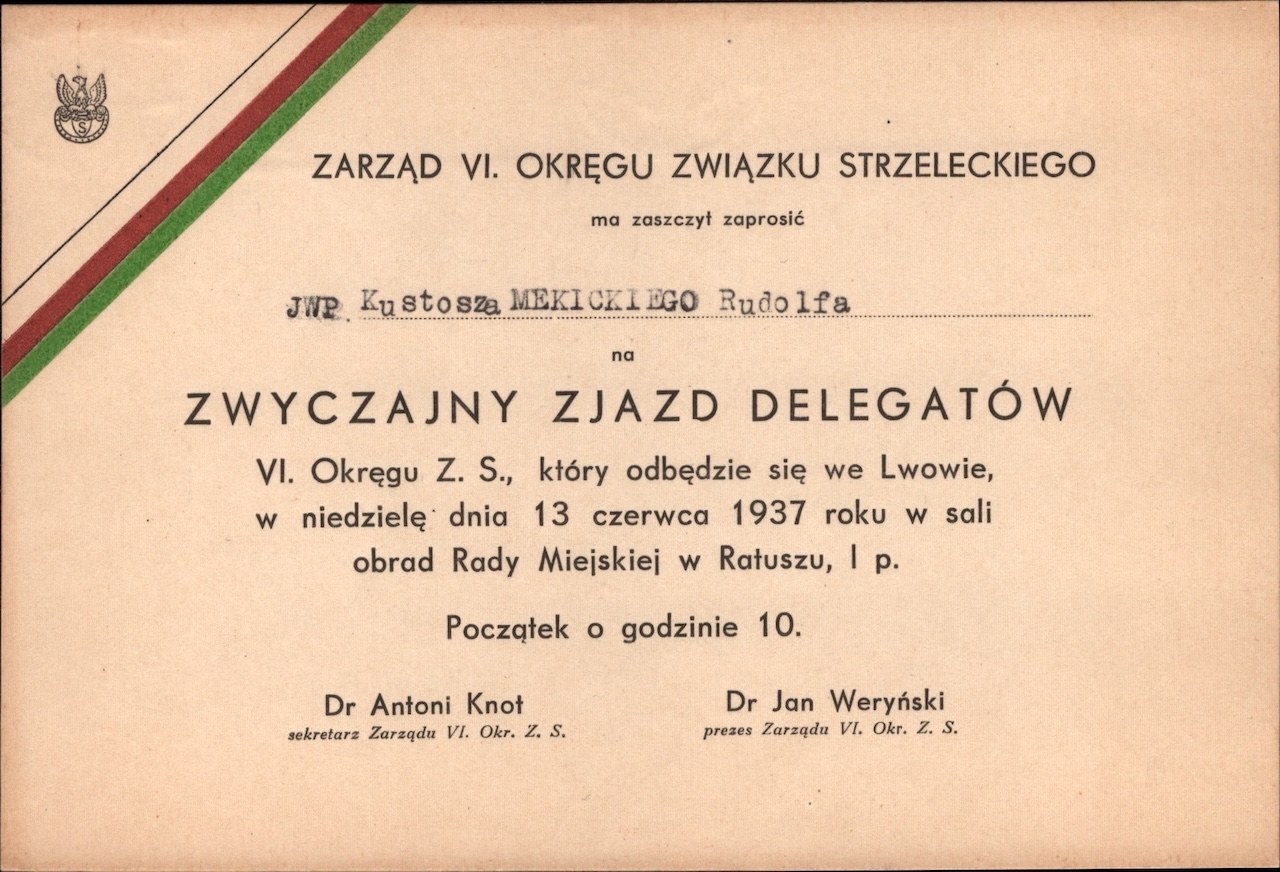 S
ZARZĄD VI. OKRĘGU ZWIĄZKU STRZELECKIEGO
ma zaszczyt zaprosić
JWP. Kustosza MEKICKIEGO Rudolfa
na
ZWYCZAJNY ZJAZD DELEGATÓW
VI. Okręgu Z. S., który odbędzie się we Lwowie,
w niedzielę dnia 13 czerwca 1937 roku w sali
obrad Rady Miejskiej w Ratuszu, I p.
Początek o godzinie 10.
Dr Antoni Knot
sekretarz Zarządu VI. Okr. Z. S.
Dr Jan Weryński
prezes Zarządu VI. Okr. Z. S.